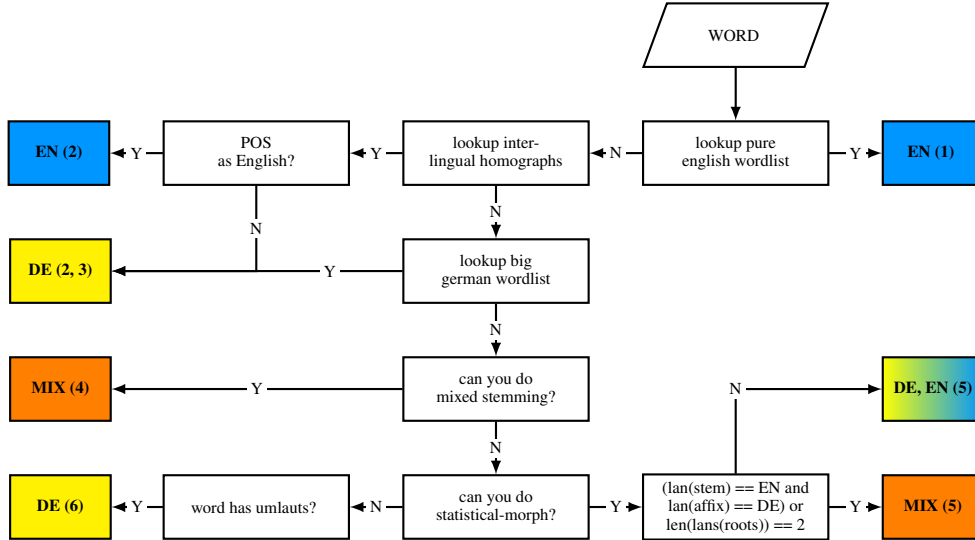 WORD
EN (2)
Y
POS
as English?
Y
lookup inter-
lingual homographs
N
lookup pure
english wordlist
Y
EN (1)
N
N
DE (2, 3)
Y
lookup big
german wordlist
N
MIX (4)
Y
can you do
mixed stemming?
N
DE, EN (5)
N
DE (6)
Y
word has umlauts?
N
can you do
statistical-morph?
Y
(lan(stem) == EN and
lan(affix) == DE) or
len(lans(roots)) == 2
Y
MIX (5)